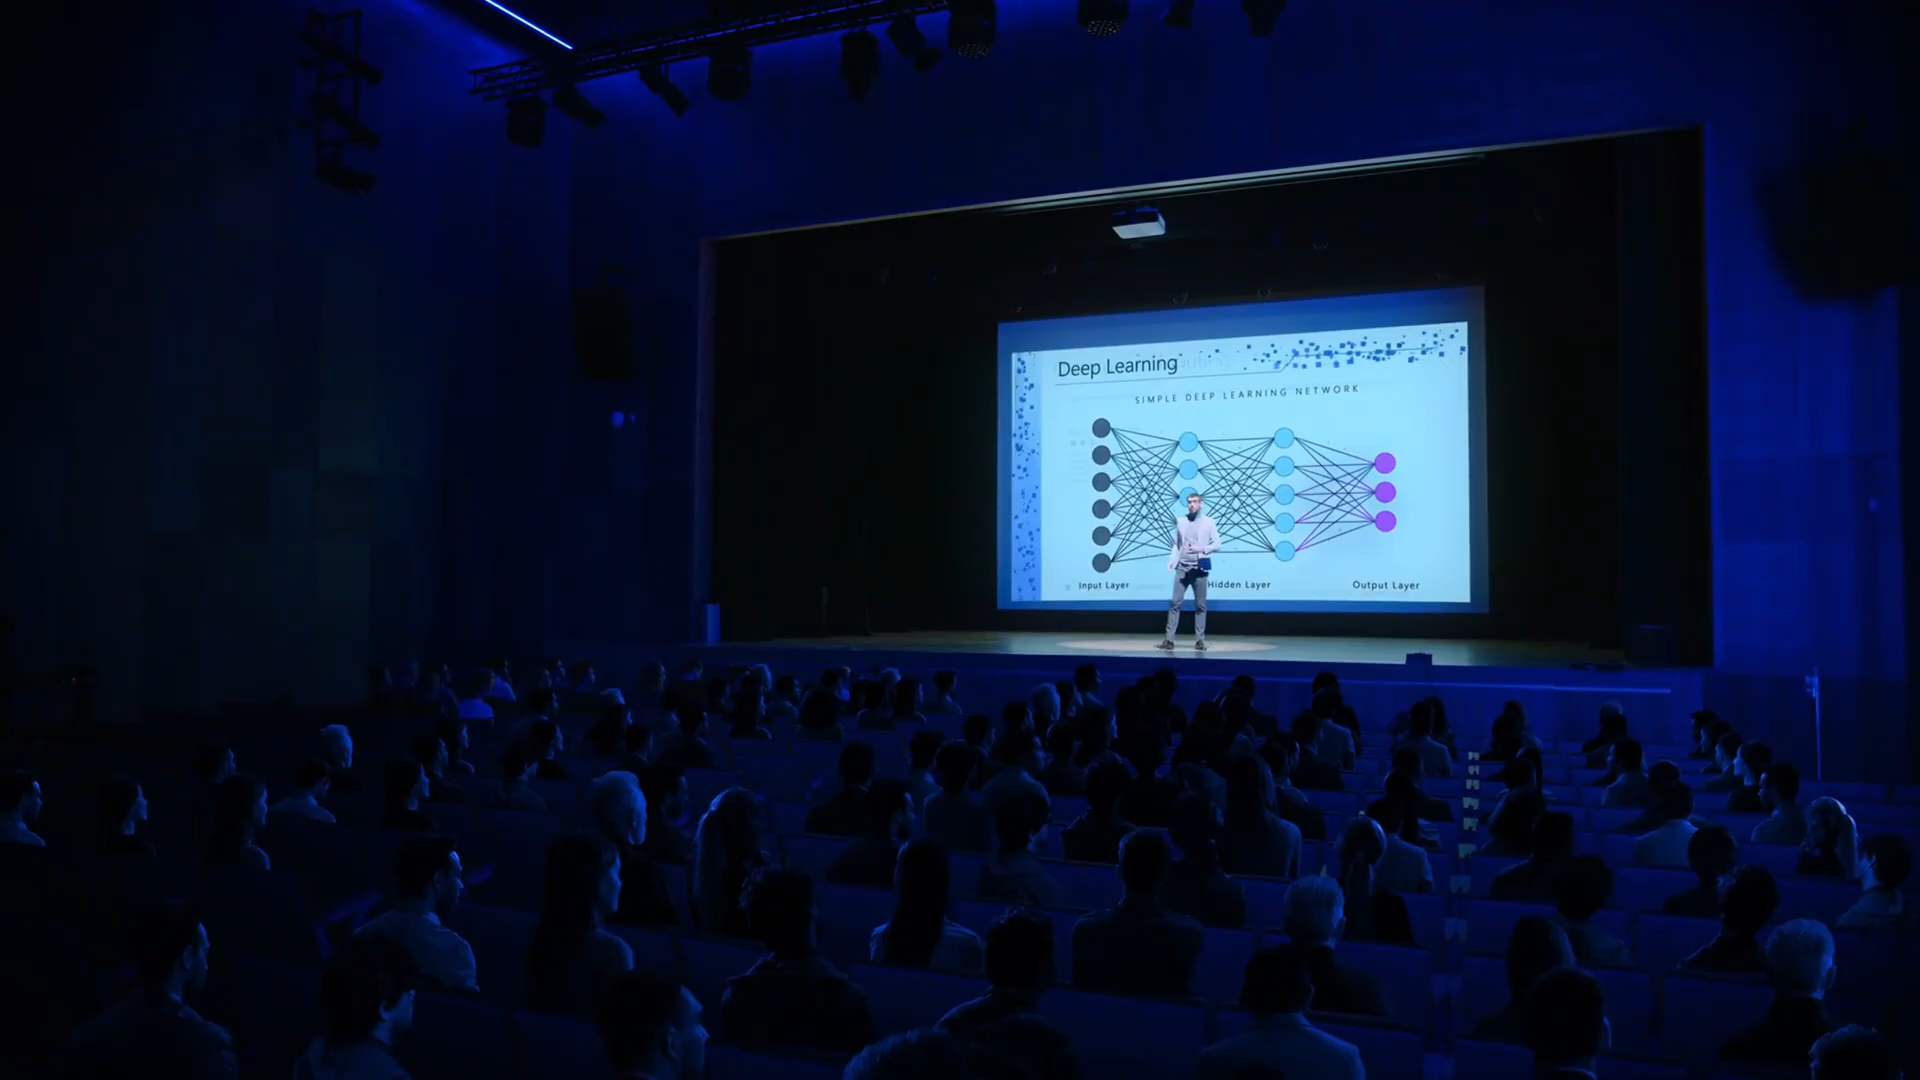 Deep Learning
SIMPLE DEEP LEARNING NETWORK
Input Layer
Hidden Layer
Output Layer